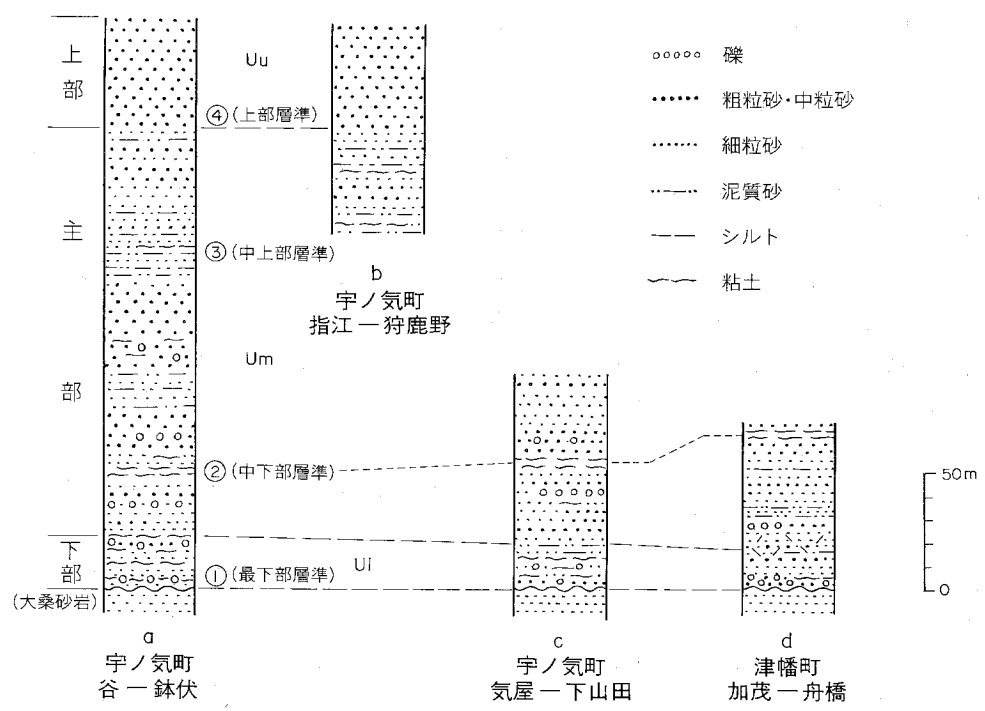 上部
Uu
④(上部層準)
主部
③(中上部層準)
Um
②(中下部層準)
下部
①(最下部層準)
Ul
(大桑砂岩)
a
宇ノ気町
谷 — 鉢伏
b
宇ノ気町
指江 — 狩鹿野
c
宇ノ気町
気屋 — 下山田
d
津幡町
加茂 — 舟橋
礫
粗粒砂・中粒砂
細粒砂
泥質砂
シルト
粘土
50m
0